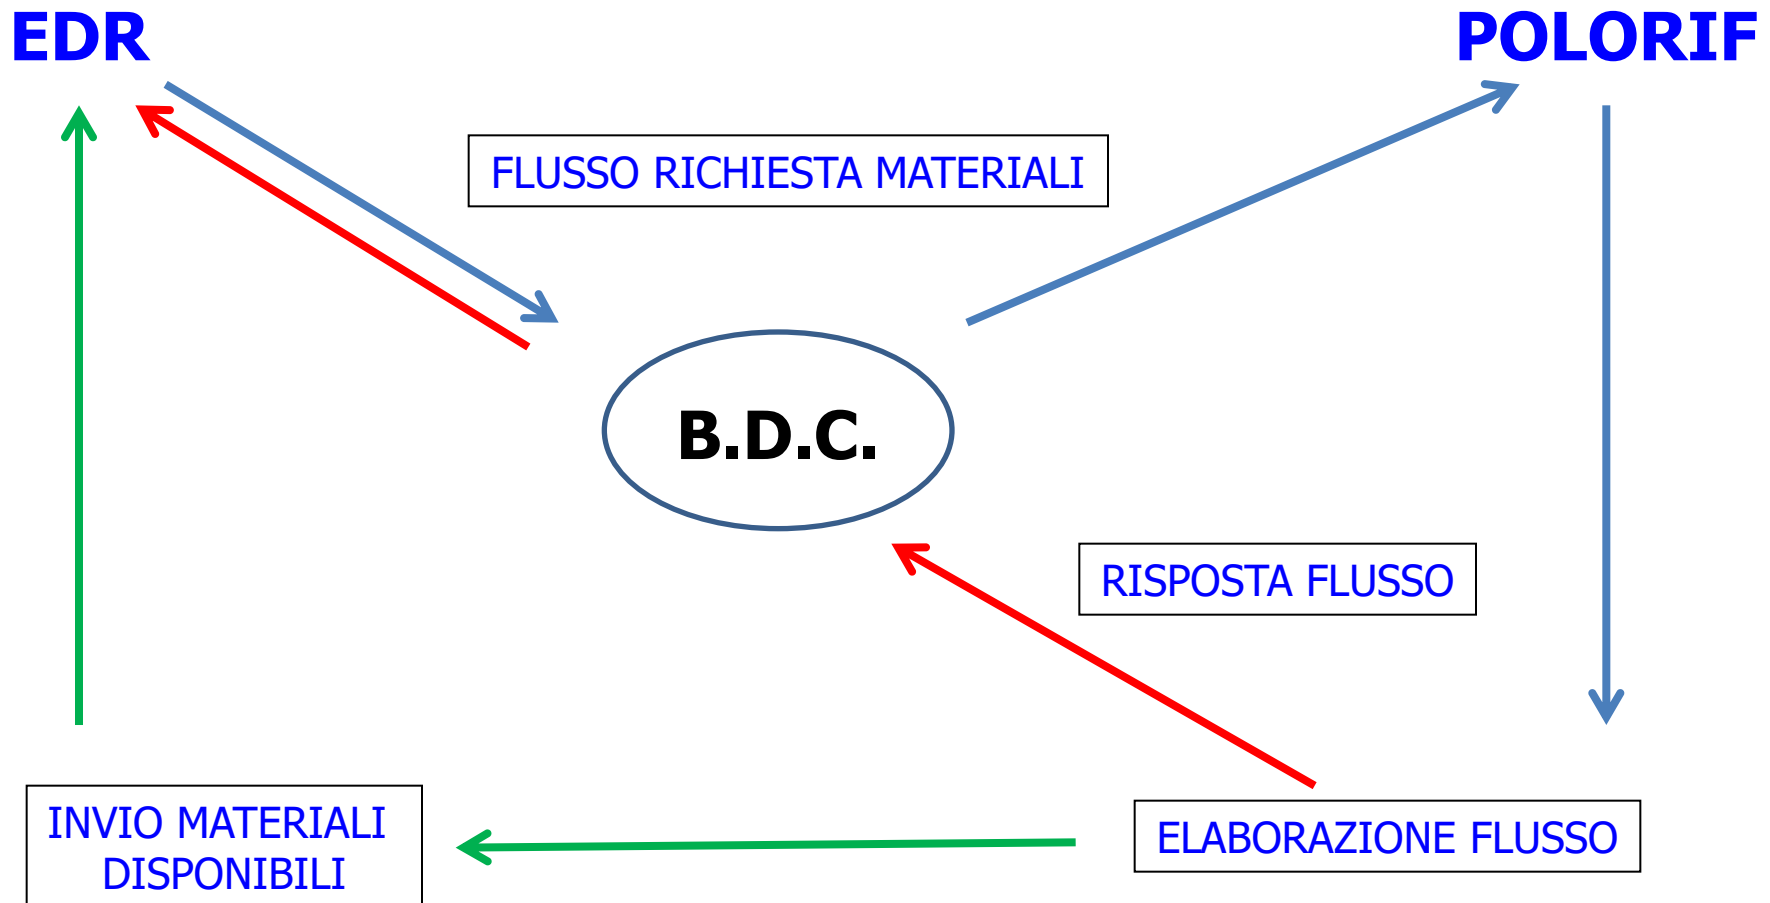 EDR
POLORIF
FLUSSO RICHIESTA MATERIALI
B.D.C.
RISPOSTA FLUSSO
INVIO MATERIALI
DISPONIBILI
ELABORAZIONE FLUSSO